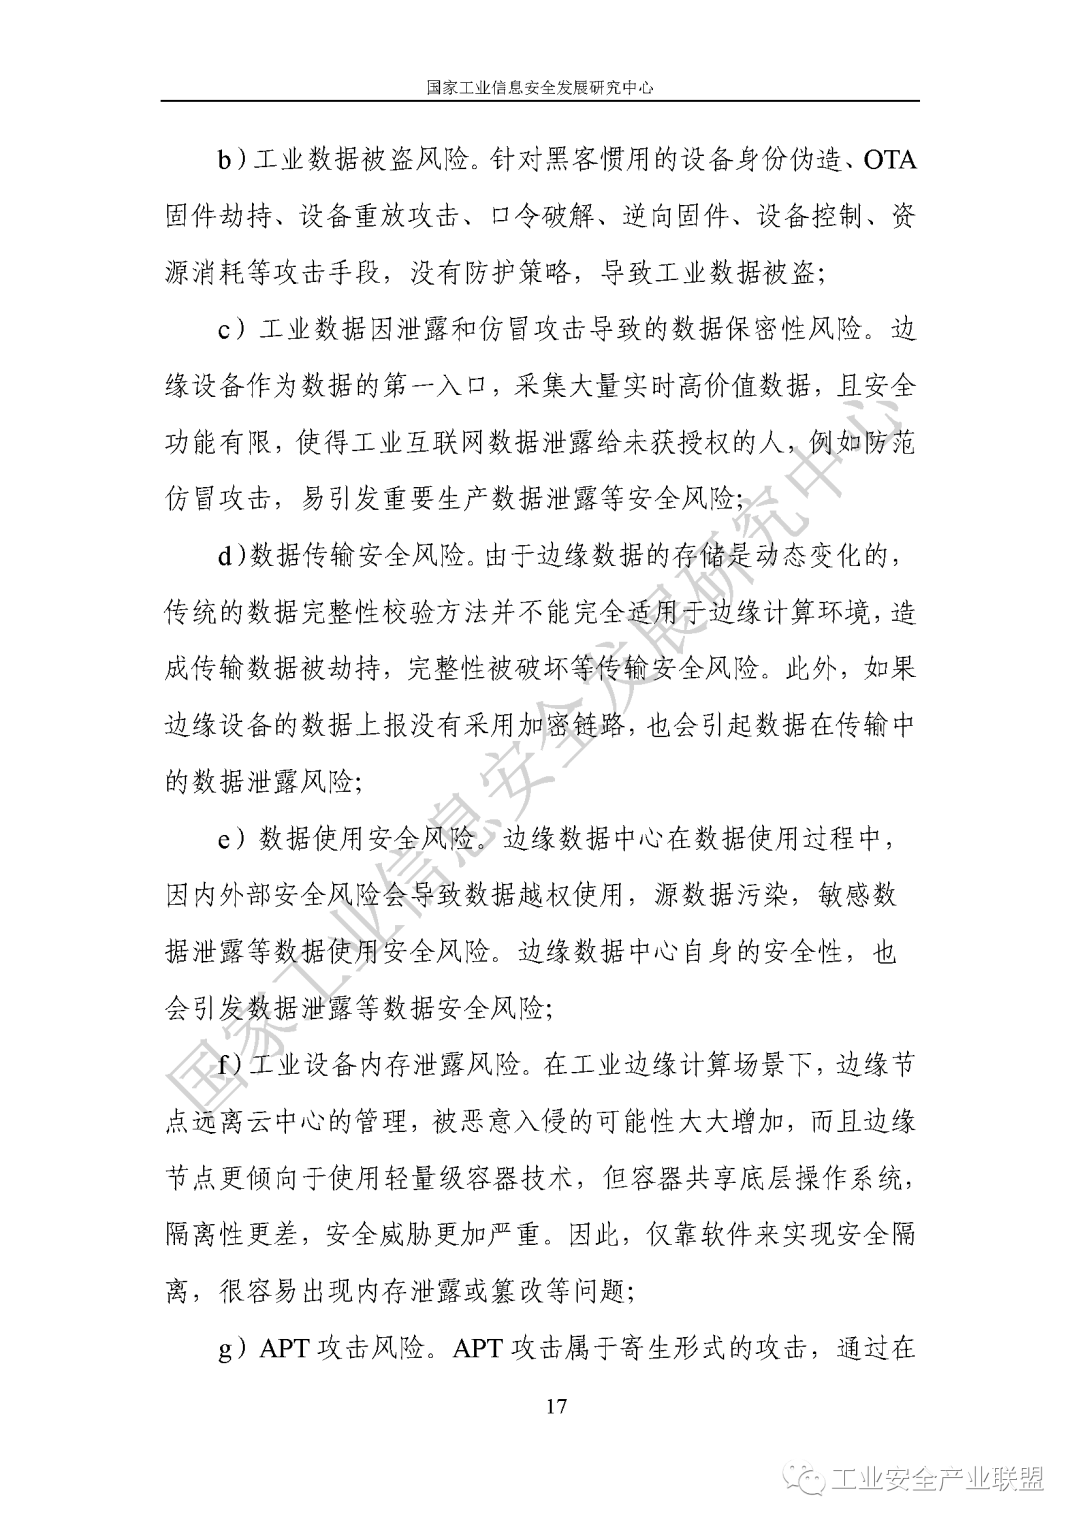 国家工业信息安全发展研究中心
b）工业数据被盗风险。针对黑客惯用的设备身份伪造、OTA
固件劫持、设备重放攻击、口令破解、逆向固件、设备控制、资
源消耗等攻击手段，没有防护策略，导致工业数据被盗；
c）工业数据因泄露和仿冒攻击导致的数据保密性风险。边
缘设备作为数据的第一入口，采集大量实时高价值数据，且安全
功能有限，使得工业互联网数据泄露给未获授权的人，例如防范
仿冒攻击，易引发重要生产数据泄露等安全风险；
d）数据传输安全风险。由于边缘数据的存储是动态变化的，
传统的数据完整性校验方法并不能完全适用于边缘计算环境，造
成传输数据被劫持，完整性被破坏等传输安全风险。此外，如果
边缘设备的数据上报没有采用加密链路，也会引起数据在传输中
的数据泄露风险；
e）数据使用安全风险。边缘数据中心在数据使用过程中，
因内外部安全风险会导致数据越权使用，源数据污染，敏感数
据泄露等数据使用安全风险。边缘数据中心自身的安全性，也
会引发数据泄露等数据安全风险；
f）工业设备内存泄露风险。在工业边缘计算场景下，边缘节
点远离云中心的管理，被恶意入侵的可能性大大增加，而且边缘
节点更倾向于使用轻量级容器技术，但容器共享底层操作系统，
隔离性更差，安全威胁更加严重。因此，仅靠软件来实现安全隔
离，很容易出现内存泄露或篡改等问题；
g）APT 攻击风险。APT 攻击属于寄生形式的攻击，通过在
17
国家工业信息安全发展研究中心
工业安全产业联盟